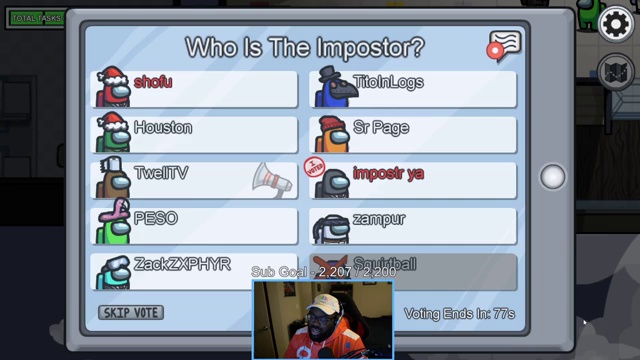 TOTAL TASKS
Who Is The Impostor?
shofu
TitoInLogs
Houston
Sr Page
TwellTV
I VOTED
impostr ya
PESO
zampur
ZackZXPHYR
Squirtball
Sub Goal - 2,207 / 2,200
SKIP VOTE
Voting Ends In: 77s